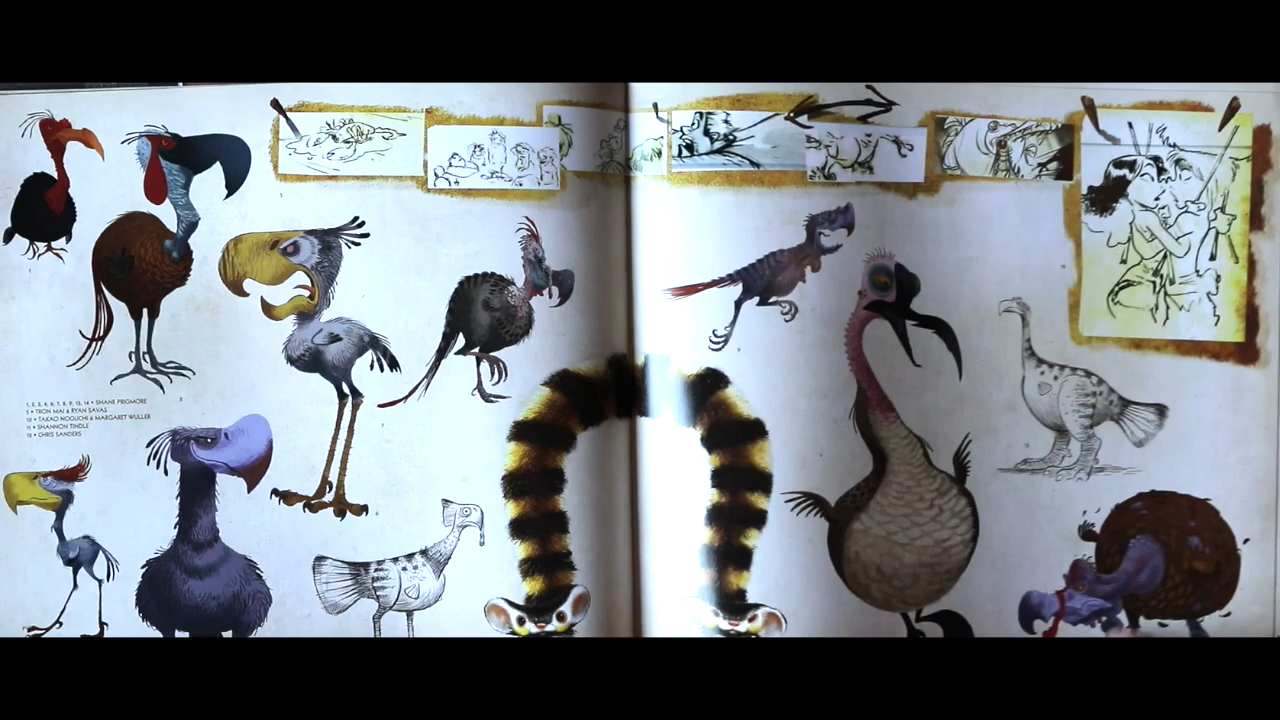 1, 2, 3, 4, 6, 7, 8, 9, 13, 14 • SHANE PRIGMORE
5 • TRON MAI & RYAN SAVAS
10 • TAKAO NOGUCHI & MARGARET WULLER
11 • SHANNON TINDLE
12 • CHRIS SANDERS